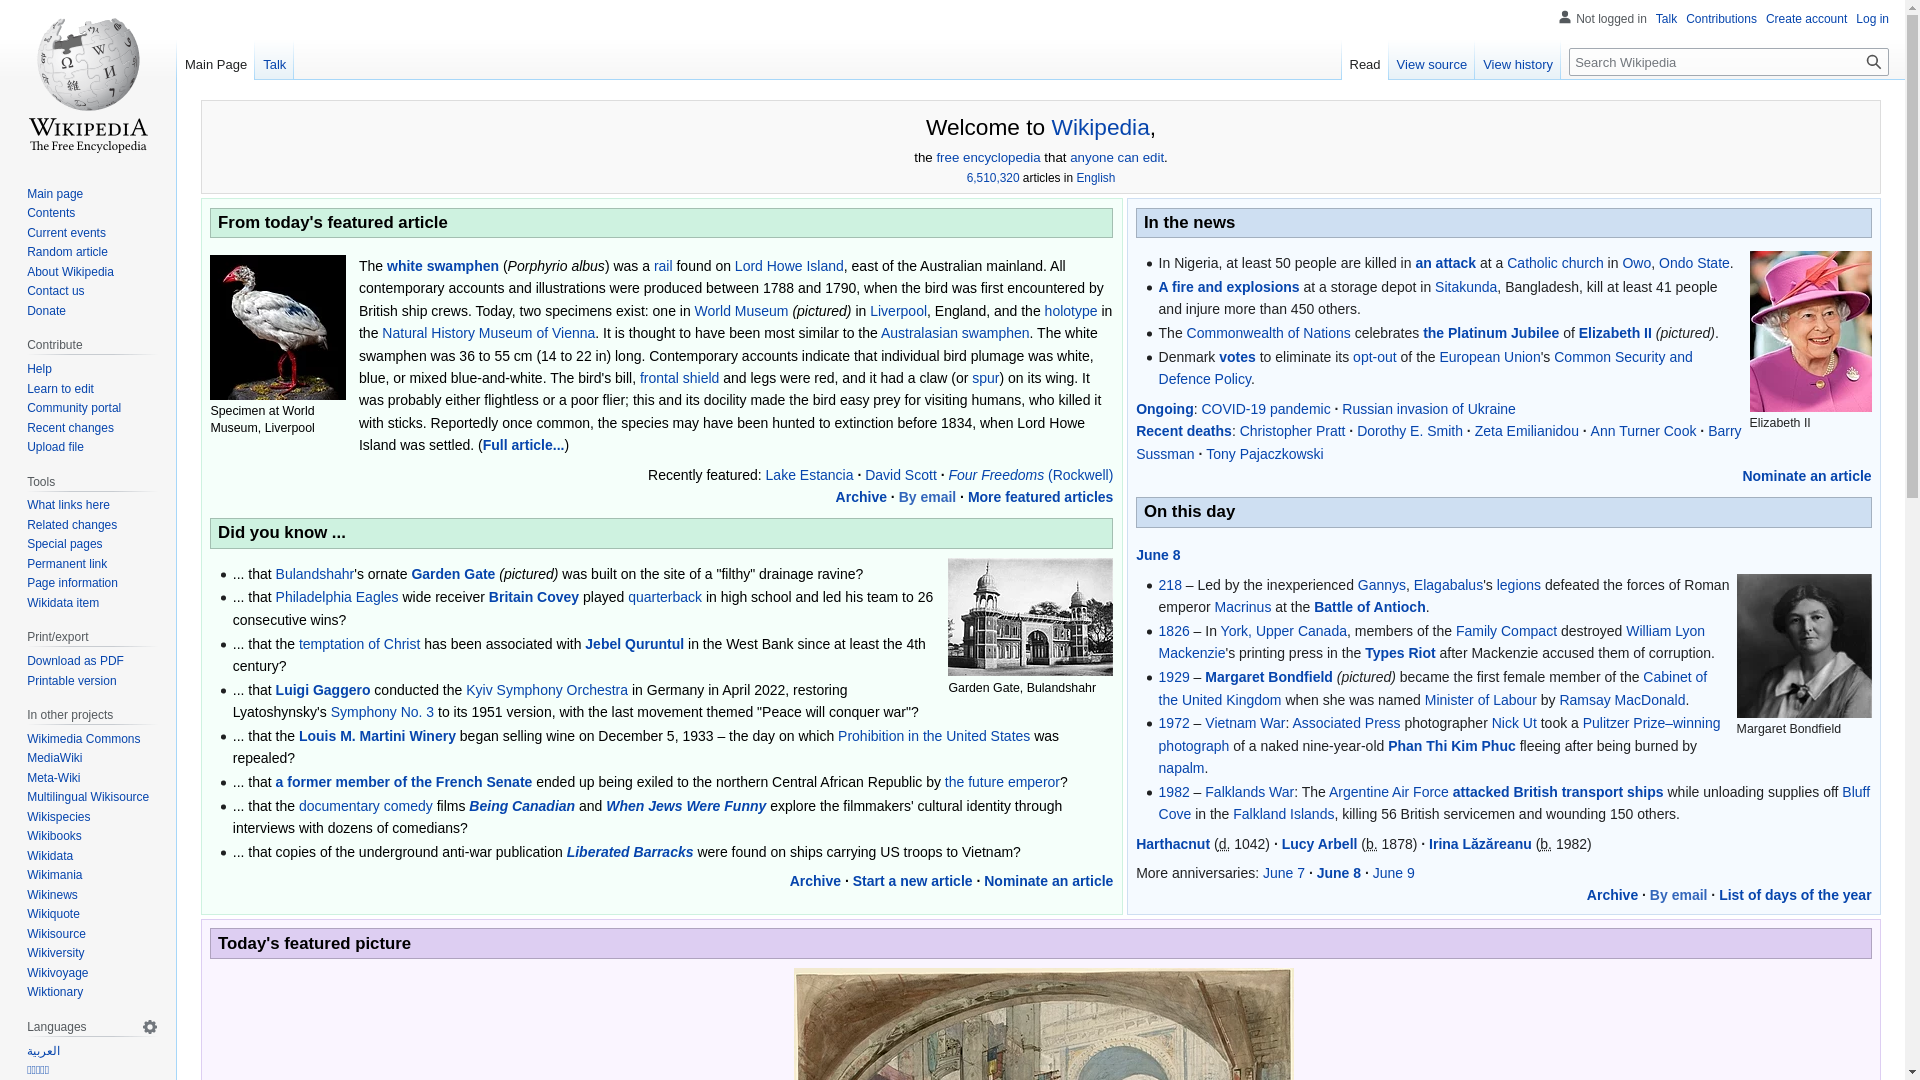 Not logged in Talk Contributions Create account Log in
Main Page Talk
Read View source View history Search Wikipedia
WIKIPEDIA
The Free Encyclopedia
Main page
Contents
Current events
Random article
About Wikipedia
Contact us
Donate
Contribute
Help
Learn to edit
Community portal
Recent changes
Upload file
Tools
What links here
Related changes
Special pages
Permanent link
Page information
Wikidata item
Print/export
Download as PDF
Printable version
In other projects
Wikimedia Commons
MediaWiki
Meta-Wiki
Multilingual Wikisource
Wikispecies
Wikibooks
Wikidata
Wikimania
Wikinews
Wikiquote
Wikisource
Wikiversity
Wikivoyage
Wiktionary
Languages
العربية
Welcome to Wikipedia,
the free encyclopedia that anyone can edit.
6,510,320 articles in English
From today's featured article
Specimen at World
Museum, Liverpool
The white swamphen (Porphyrio albus) was a rail found on Lord Howe Island, east of the Australian mainland. All
contemporary accounts and illustrations were produced between 1788 and 1790, when the bird was first encountered by
British ship crews. Today, two specimens exist: one in World Museum (pictured) in Liverpool, England, and the holotype in
the Natural History Museum of Vienna. It is thought to have been most similar to the Australasian swamphen. The white
swamphen was 36 to 55 cm (14 to 22 in) long. Contemporary accounts indicate that individual bird plumage was white,
blue, or mixed blue-and-white. The bird's bill, frontal shield and legs were red, and it had a claw (or spur) on its wing. It
was probably either flightless or a poor flier; this and its docility made the bird easy prey for visiting humans, who killed it
with sticks. Reportedly once common, the species may have been hunted to extinction before 1834, when Lord Howe
Island was settled. (Full article...)
Recently featured: Lake Estancia · David Scott · Four Freedoms (Rockwell)
Archive · By email · More featured articles
Did you know ...
... that Bulandshahr's ornate Garden Gate (pictured) was built on the site of a "filthy" drainage ravine?
... that Philadelphia Eagles wide receiver Britain Covey played quarterback in high school and led his team to 26
consecutive wins?
... that the temptation of Christ has been associated with Jebel Quruntul in the West Bank since at least the 4th
century?
... that Luigi Gaggero conducted the Kyiv Symphony Orchestra in Germany in April 2022, restoring
Lyatoshynsky's Symphony No. 3 to its 1951 version, with the last movement themed "Peace will conquer war"?
... that the Louis M. Martini Winery began selling wine on December 5, 1933 – the day on which Prohibition in the United States was
repealed?
... that a former member of the French Senate ended up being exiled to the northern Central African Republic by the future emperor?
... that the documentary comedy films Being Canadian and When Jews Were Funny explore the filmmakers' cultural identity through
interviews with dozens of comedians?
... that copies of the underground anti-war publication Liberated Barracks were found on ships carrying US troops to Vietnam?
Garden Gate, Bulandshahr
Archive · Start a new article · Nominate an article
In the news
In Nigeria, at least 50 people are killed in an attack at a Catholic church in Owo, Ondo State.
A fire and explosions at a storage depot in Sitakunda, Bangladesh, kill at least 41 people
and injure more than 450 others.
The Commonwealth of Nations celebrates the Platinum Jubilee of Elizabeth II (pictured).
Denmark votes to eliminate its opt-out of the European Union's Common Security and
Defence Policy.
Elizabeth II
Ongoing: COVID-19 pandemic · Russian invasion of Ukraine
Recent deaths: Christopher Pratt · Dorothy E. Smith · Zeta Emilianidou · Ann Turner Cook · Barry
Sussman · Tony Pajaczkowski
Nominate an article
On this day
June 8
218 – Led by the inexperienced Gannys, Elagabalus's legions defeated the forces of Roman
emperor Macrinus at the Battle of Antioch.
1826 – In York, Upper Canada, members of the Family Compact destroyed William Lyon
Mackenzie's printing press in the Types Riot after Mackenzie accused them of corruption.
1929 – Margaret Bondfield (pictured) became the first female member of the Cabinet of
the United Kingdom when she was named Minister of Labour by Ramsay MacDonald.
1972 – Vietnam War: Associated Press photographer Nick Ut took a Pulitzer Prize–winning
photograph of a naked nine-year-old Phan Thi Kim Phuc fleeing after being burned by
napalm.
1982 – Falklands War: The Argentine Air Force attacked British transport ships while unloading supplies off Bluff
Cove in the Falkland Islands, killing 56 British servicemen and wounding 150 others.
Margaret Bondfield
Harthacnut (d. 1042) · Lucy Arbell (b. 1878) · Irina Lăzăreanu (b. 1982)
More anniversaries: June 7 · June 8 · June 9
Archive · By email · List of days of the year
Today's featured picture